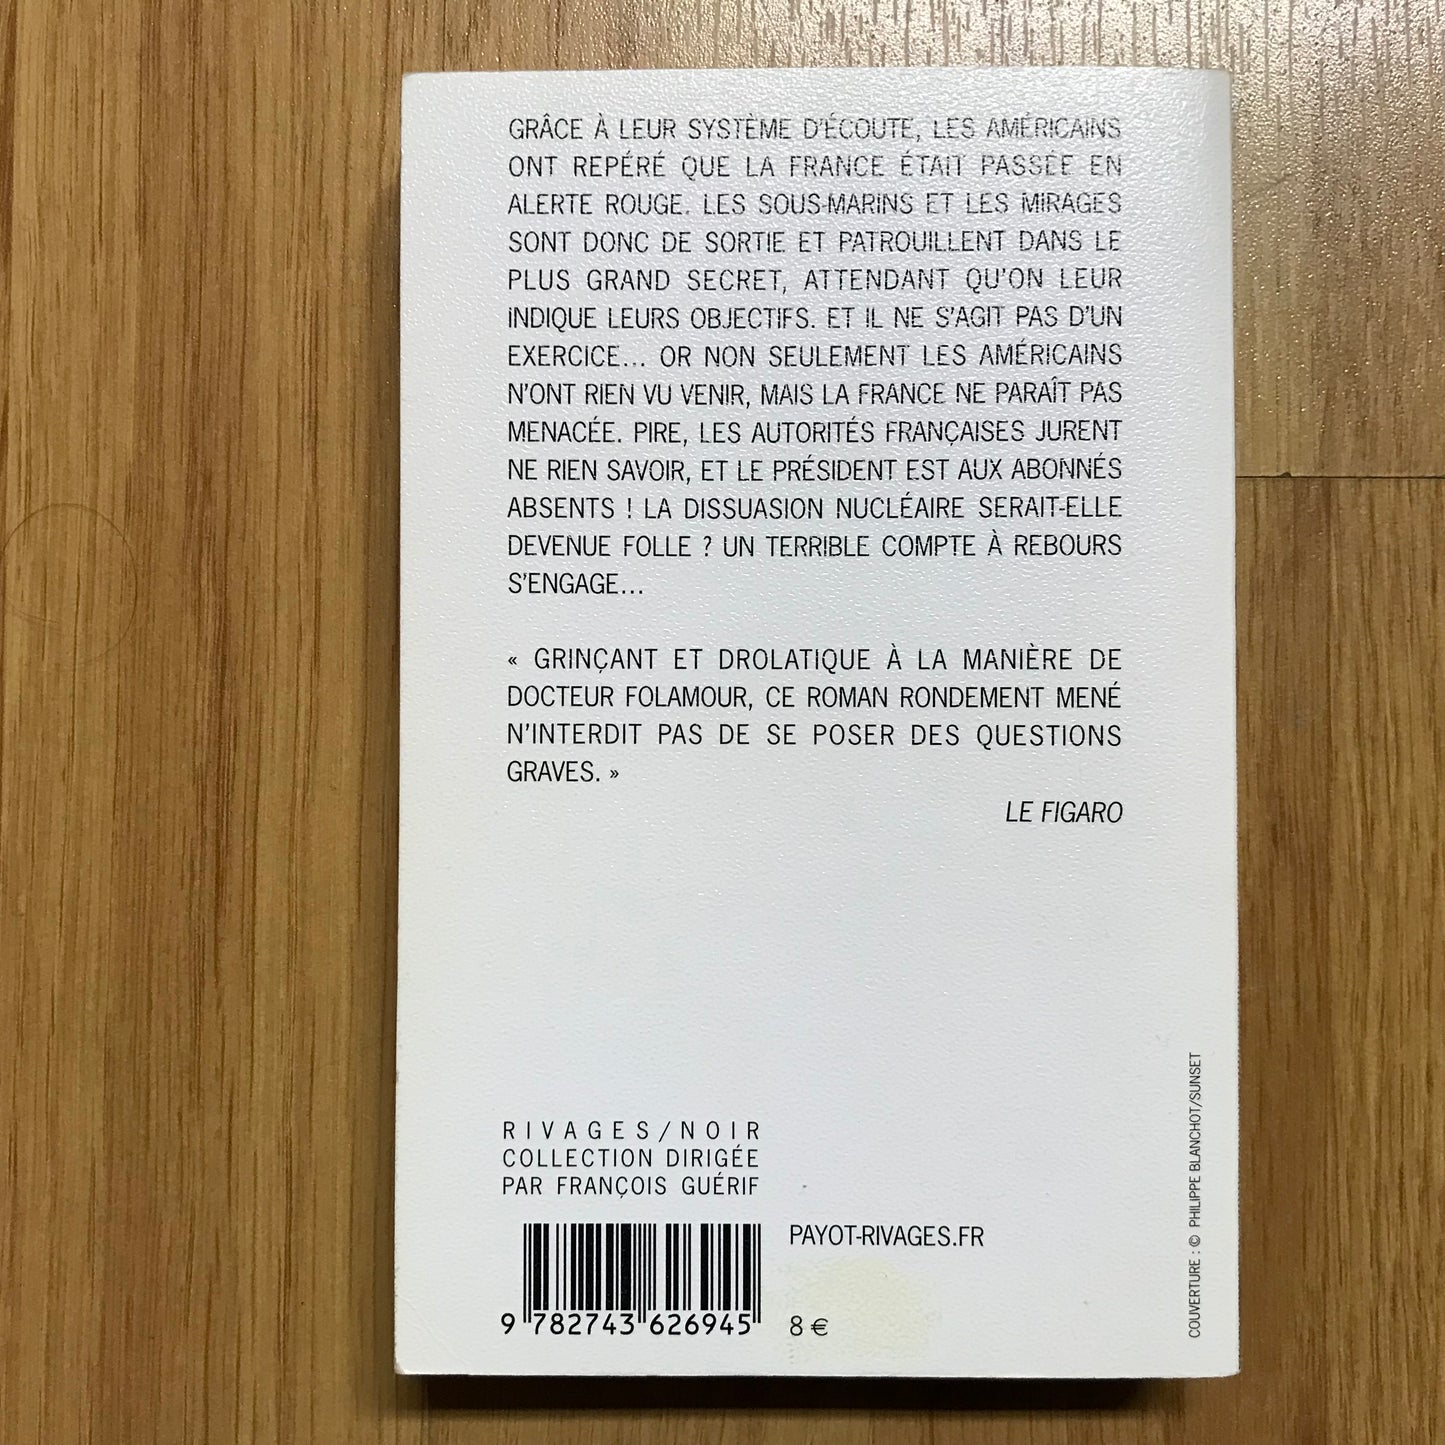 GRÂCE À LEUR SYSTÈME D'ÉCOUTE, LES AMÉRICAINS
ONT REPÉRÉ QUE LA FRANCE ÉTAIT PASSÉE EN
ALERTE ROUGE. LES SOUS-MARINS ET LES MIRAGES
SONT DONC DE SORTIE ET PATROUILLENT DANS LE
PLUS GRAND SECRET, ATTENDANT QU'ON LEUR
INDIQUE LEURS OBJECTIFS. ET IL NE S'AGIT PAS D'UN
EXERCICE... OR NON SEULEMENT LES AMÉRICAINS
N'ONT RIEN VU VENIR, MAIS LA FRANCE NE PARAÎT PAS
MENACÉE. PIRE, LES AUTORITÉS FRANÇAISES JURENT
NE RIEN SAVOIR, ET LE PRÉSIDENT EST AUX ABONNÉS
ABSENTS ! LA DISSUASION NUCLÉAIRE SERAIT-ELLE
DEVENUE FOLLE ? UN TERRIBLE COMPTE À REBOURS
S'ENGAGE...
« GRINÇANT ET DROLATIQUE À LA MANIÈRE DE
DOCTEUR FOLAMOUR, CE ROMAN RONDEMENT MENÉ
N'INTERDIT PAS DE SE POSER DES QUESTIONS
GRAVES. »
LE FIGARO
RIVAGES/NOIR
COLLECTION DIRIGÉE
PAR FRANÇOIS GUÉRIF
PAYOT-RIVAGES.FR
9 782743 626945
8 €
COUVERTURE : © PHILIPPE BLANCHOT/SUNSET